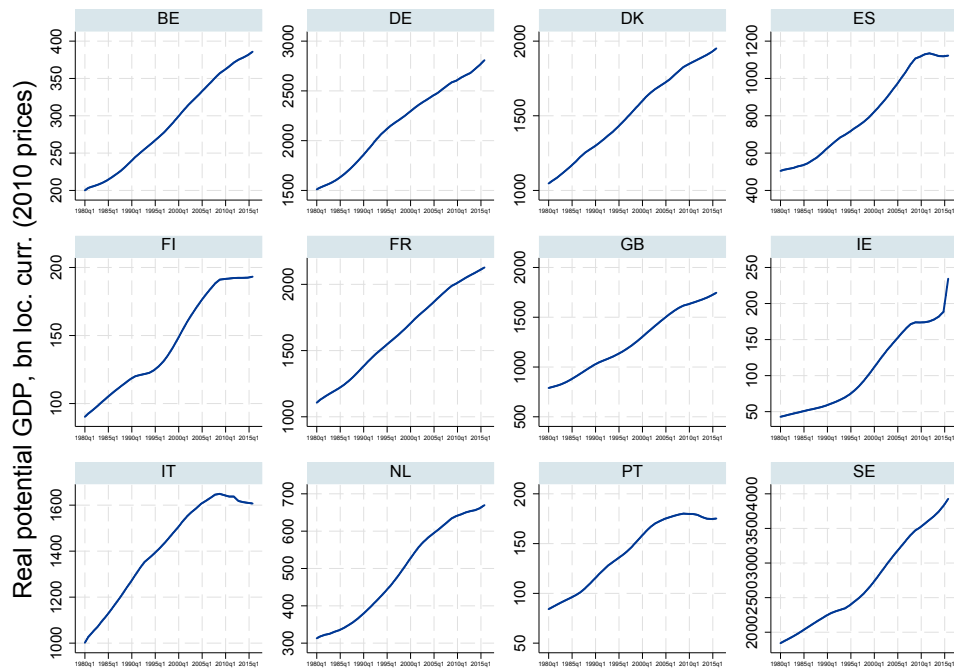 Real potential GDP, bn loc. curr. (2010 prices)
BE
200 250 300 350 400
1980q1 1985q1 1990q1 1995q1 2000q1 2005q1 2010q1 2015q1
DE
1500 2000 2500 3000
1980q1 1985q1 1990q1 1995q1 2000q1 2005q1 2010q1 2015q1
DK
1000 1500 2000
1980q1 1985q1 1990q1 1995q1 2000q1 2005q1 2010q1 2015q1
ES
400 600 800 1000 1200
1980q1 1985q1 1990q1 1995q1 2000q1 2005q1 2010q1 2015q1
FI
100 150 200
1980q1 1985q1 1990q1 1995q1 2000q1 2005q1 2010q1 2015q1
FR
1000 1500 2000
1980q1 1985q1 1990q1 1995q1 2000q1 2005q1 2010q1 2015q1
GB
500 1000 1500 2000
1980q1 1985q1 1990q1 1995q1 2000q1 2005q1 2010q1 2015q1
IE
50 100 150 200 250
1980q1 1985q1 1990q1 1995q1 2000q1 2005q1 2010q1 2015q1
IT
1000 1200 1400 1600
1980q1 1985q1 1990q1 1995q1 2000q1 2005q1 2010q1 2015q1
NL
300 400 500 600 700
1980q1 1985q1 1990q1 1995q1 2000q1 2005q1 2010q1 2015q1
PT
50 100 150 200
1980q1 1985q1 1990q1 1995q1 2000q1 2005q1 2010q1 2015q1
SE
2000 2500 3000 3500 4000
1980q1 1985q1 1990q1 1995q1 2000q1 2005q1 2010q1 2015q1